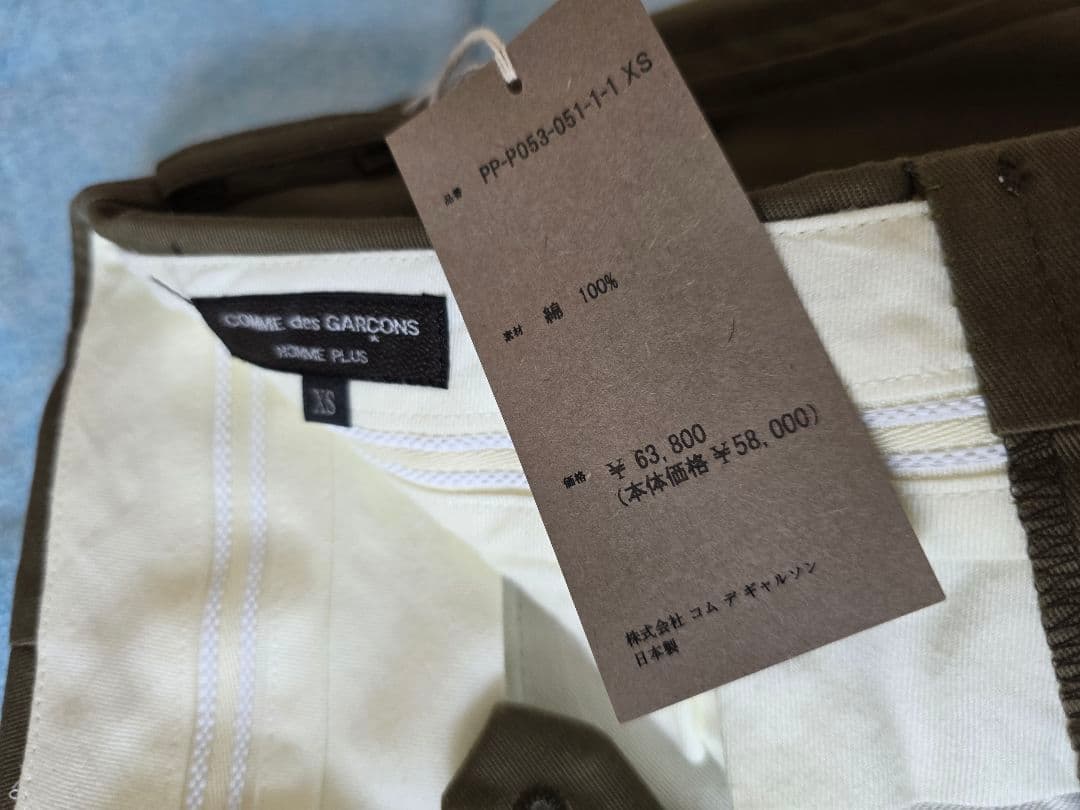 品番 PP-P053-051-1-1 XS
素材 綿 100%
価格 ¥ 63,800
(本体価格 ¥58,000)
株式会社 コム デ ギャルソン
日本製
COMME des GARÇONS
HOMME PLUS
XS